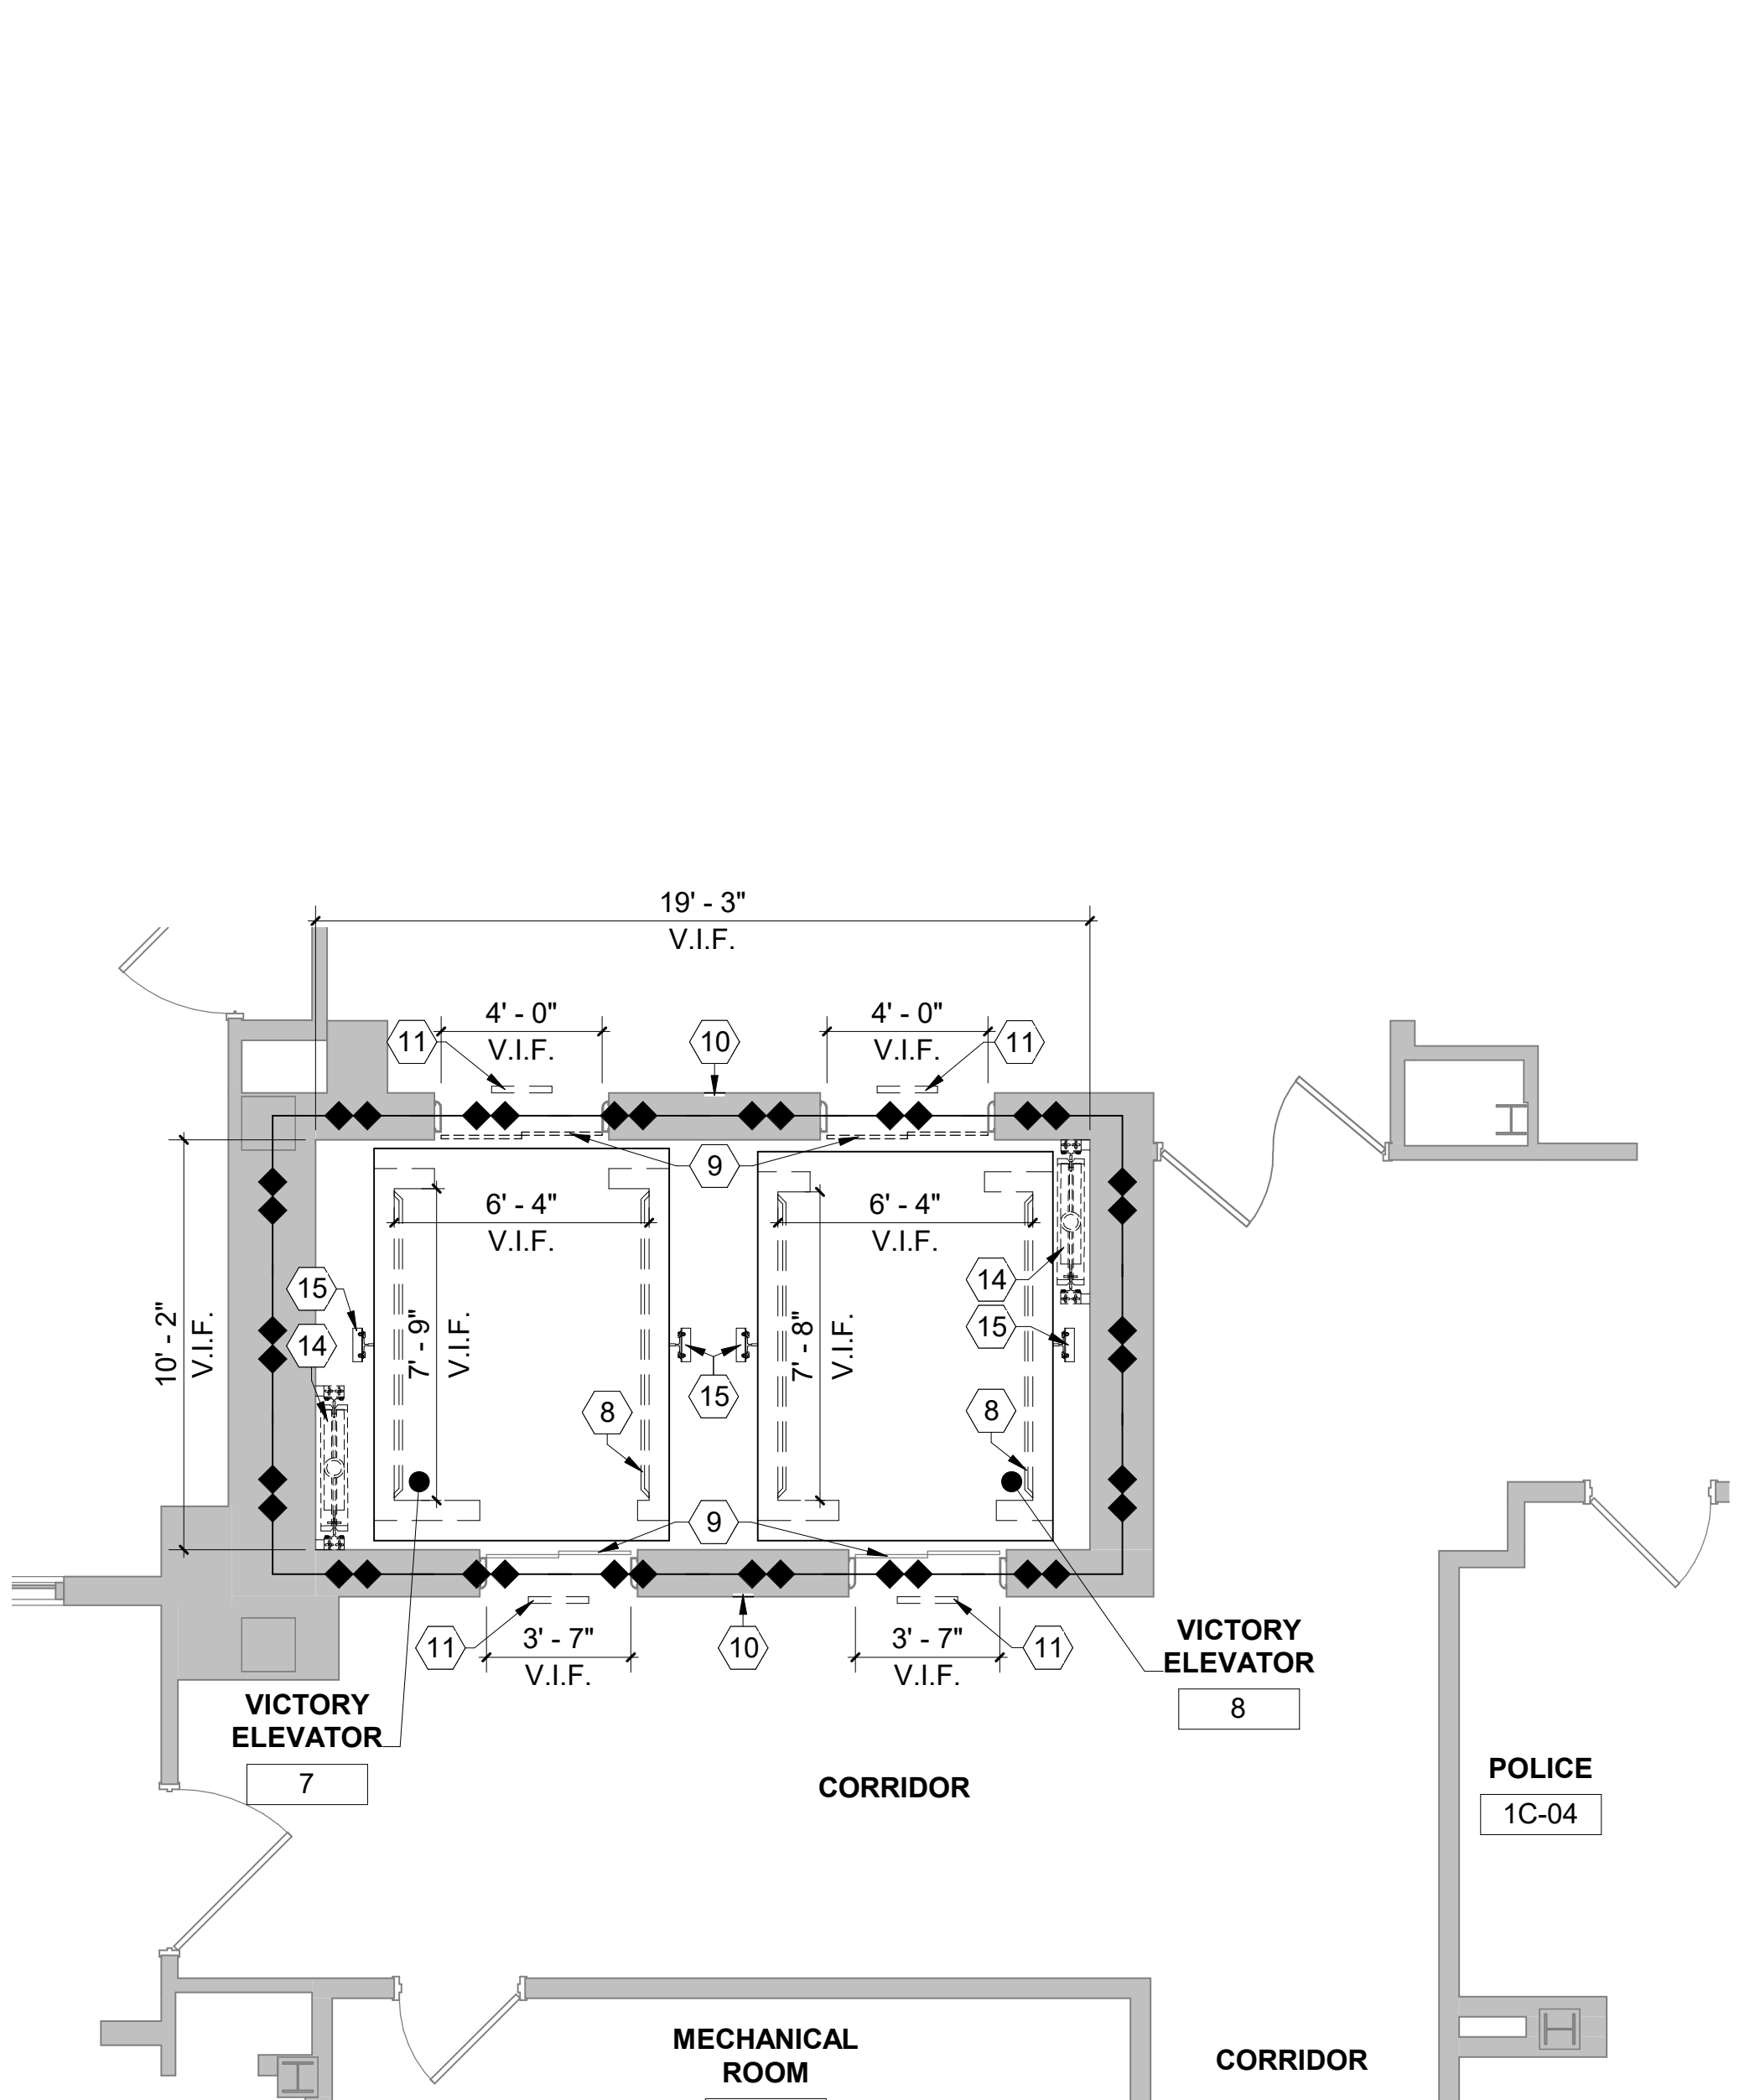 19' - 3"
V.I.F.
4' - 0"
V.I.F.
4' - 0"
V.I.F.
11
10
11
9
6' - 4"
V.I.F.
6' - 4"
V.I.F.
15
14
14
15
10' - 2"
V.I.F.
7' - 9"
V.I.F.
7' - 8"
V.I.F.
15
8
8
9
11
3' - 7"
V.I.F.
10
3' - 7"
V.I.F.
11
VICTORY
ELEVATOR
8
VICTORY
ELEVATOR
7
CORRIDOR
POLICE
1C-04
MECHANICAL
ROOM
CORRIDOR